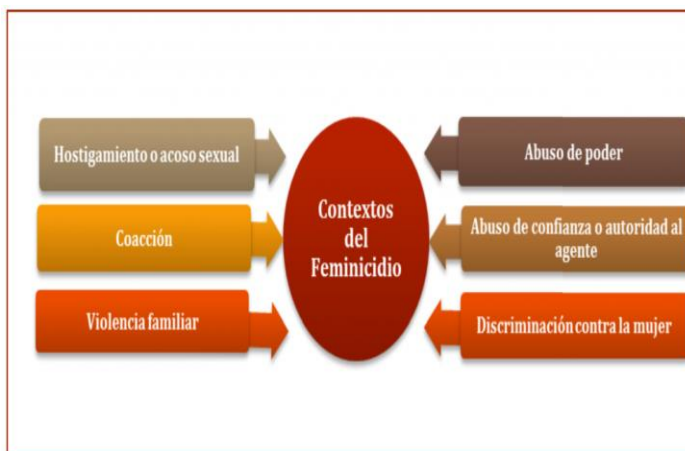 Hostigamiento o acoso sexual
Coacción
Violencia familiar
Contextos
del
Feminicidio
Abuso de poder
Abuso de confianza o autoridad al
agente
Discriminación contra la mujer